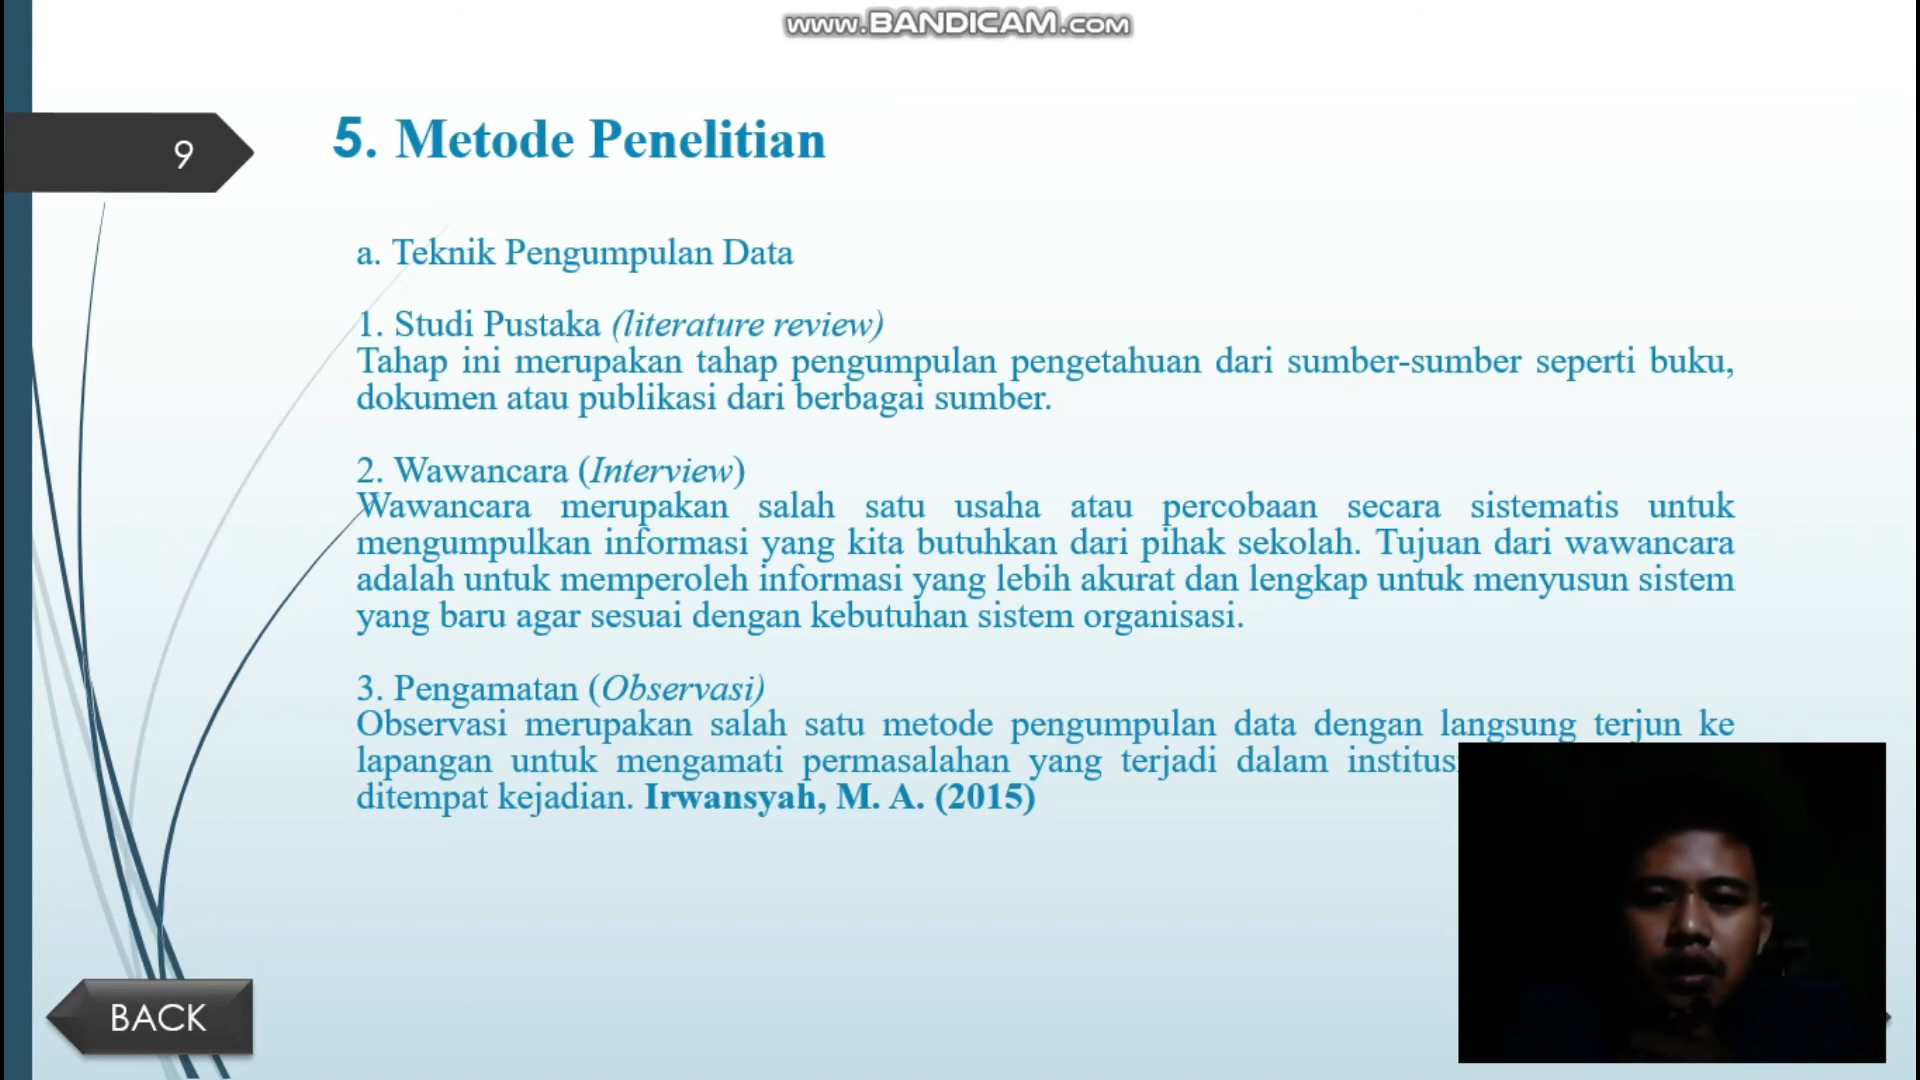 www.BANDICAM.com
9
5. Metode Penelitian
a. Teknik Pengumpulan Data
1. Studi Pustaka (literature review)
Tahap ini merupakan tahap pengumpulan pengetahuan dari sumber-sumber seperti buku,
dokumen atau publikasi dari berbagai sumber.
2. Wawancara (Interview)
Wawancara merupakan salah satu usaha atau percobaan secara sistematis untuk
mengumpulkan informasi yang kita butuhkan dari pihak sekolah. Tujuan dari wawancara
adalah untuk memperoleh informasi yang lebih akurat dan lengkap untuk menyusun sistem
yang baru agar sesuai dengan kebutuhan sistem organisasi.
3. Pengamatan (Observasi)
Observasi merupakan salah satu metode pengumpulan data dengan langsung terjun ke
lapangan untuk mengamati permasalahan yang terjadi dalam
ditempat kejadian. Irwansyah, M. A. (2015)
BACK